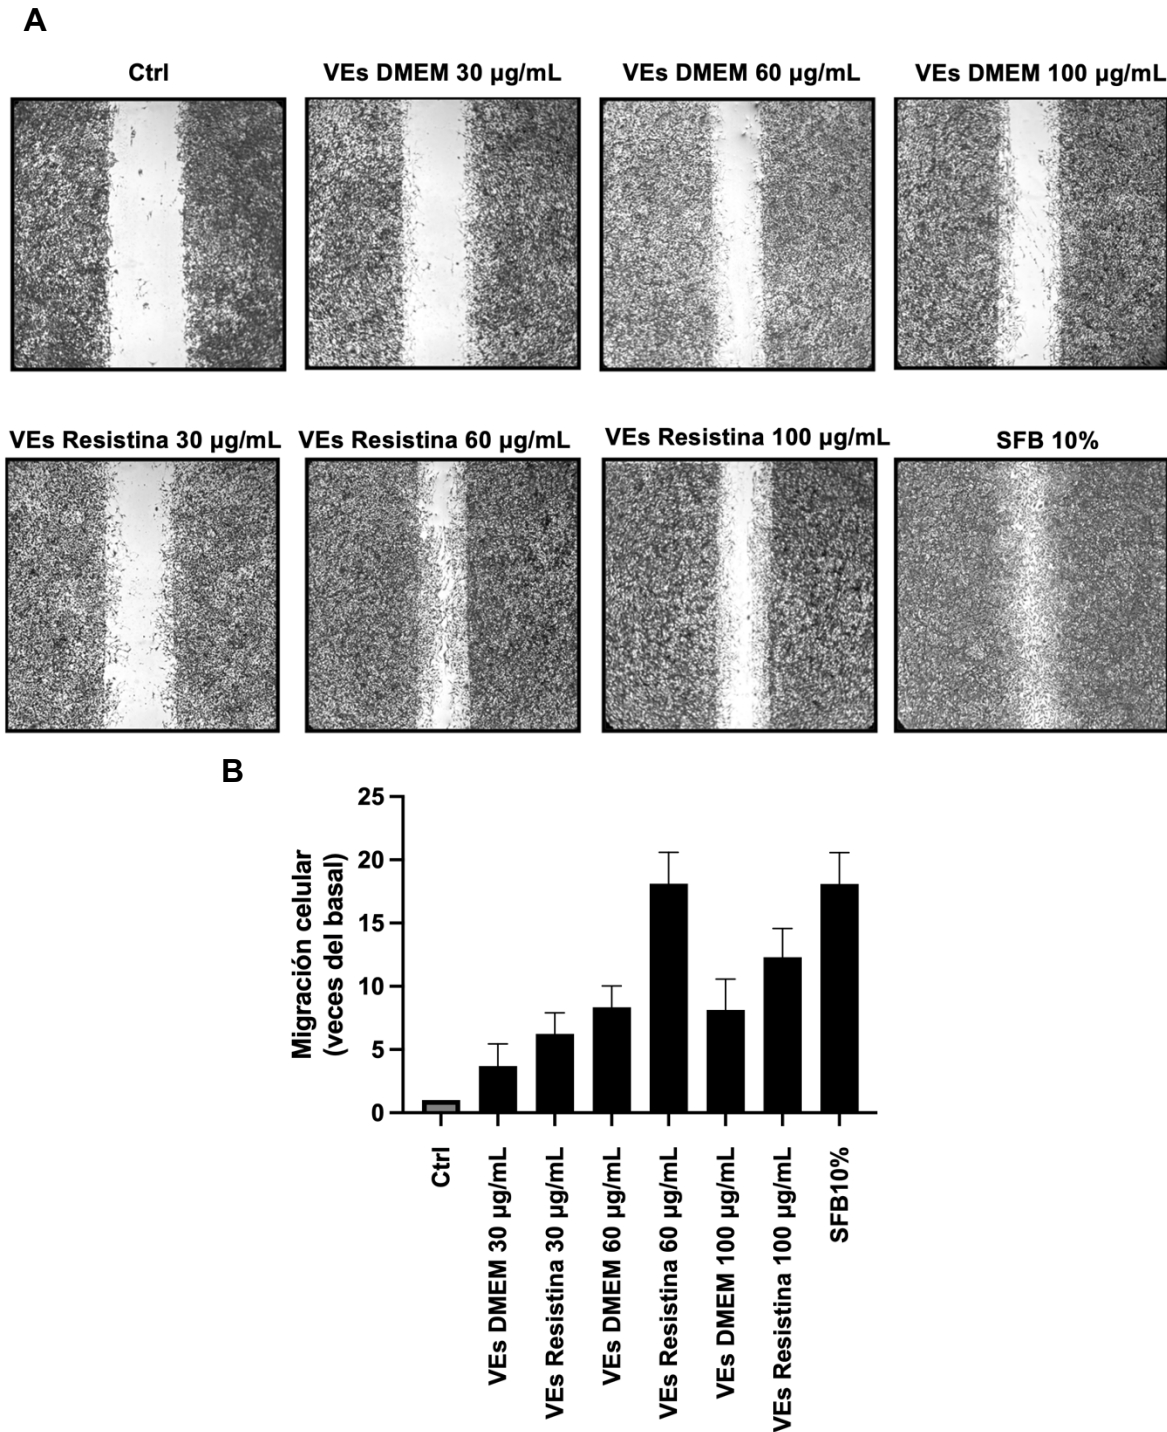 A
Ctrl
VEs DMEM 30 µg/mL
VEs DMEM 60 µg/mL
VEs DMEM 100 µg/mL
VEs Resistina 30 µg/mL
VEs Resistina 60 µg/mL
VEs Resistina 100 µg/mL
SFB 10%
B
Migración celular
(veces del basal)
25
20
15
10
5
0
Ctrl
VEs DMEM 30 µg/mL
VEs Resistina 30 µg/mL
VEs DMEM 60 µg/mL
VEs Resistina 60 µg/mL
VEs DMEM 100 µg/mL
VEs Resistina 100 µg/mL
SFB10%